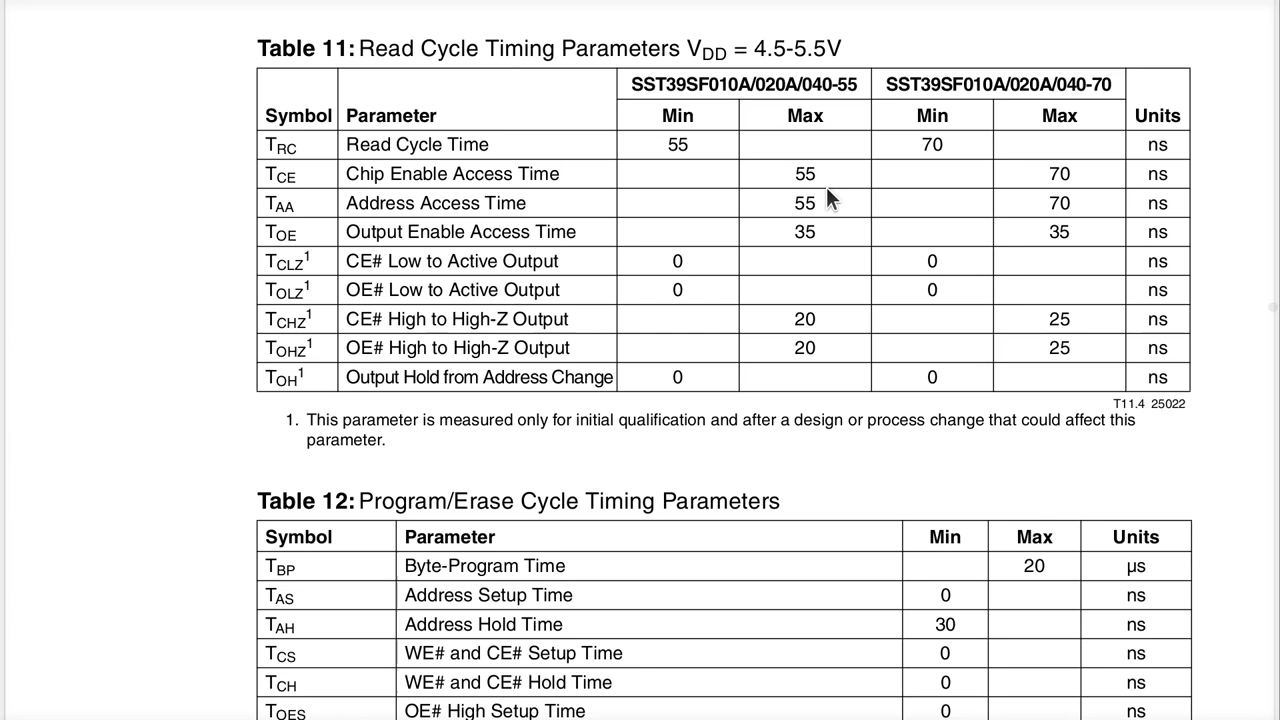 Table 11: Read Cycle Timing Parameters VDD = 4.5-5.5V
SST39SF010A/020A/040-55 SST39SF010A/020A/040-70
Symbol Parameter Min Max Min Max Units
TRC Read Cycle Time 55 70 ns
TCE Chip Enable Access Time 55 70 ns
TAA Address Access Time 55 70 ns
TOE Output Enable Access Time 35 35 ns
TCLZ1 CE# Low to Active Output 0 0 ns
TOLZ1 OE# Low to Active Output 0 0 ns
TCHZ1 CE# High to High-Z Output 20 25 ns
TOHZ1 OE# High to High-Z Output 20 25 ns
TOH1 Output Hold from Address Change 0 0 ns
T11.4 25022
1. This parameter is measured only for initial qualification and after a design or process change that could affect this
parameter.
Table 12: Program/Erase Cycle Timing Parameters
Symbol Parameter Min Max Units
TBP Byte-Program Time 20 µs
TAS Address Setup Time 0 ns
TAH Address Hold Time 30 ns
TCS WE# and CE# Setup Time 0 ns
TCH WE# and CE# Hold Time 0 ns
TOES OE# High Setup Time 0 ns